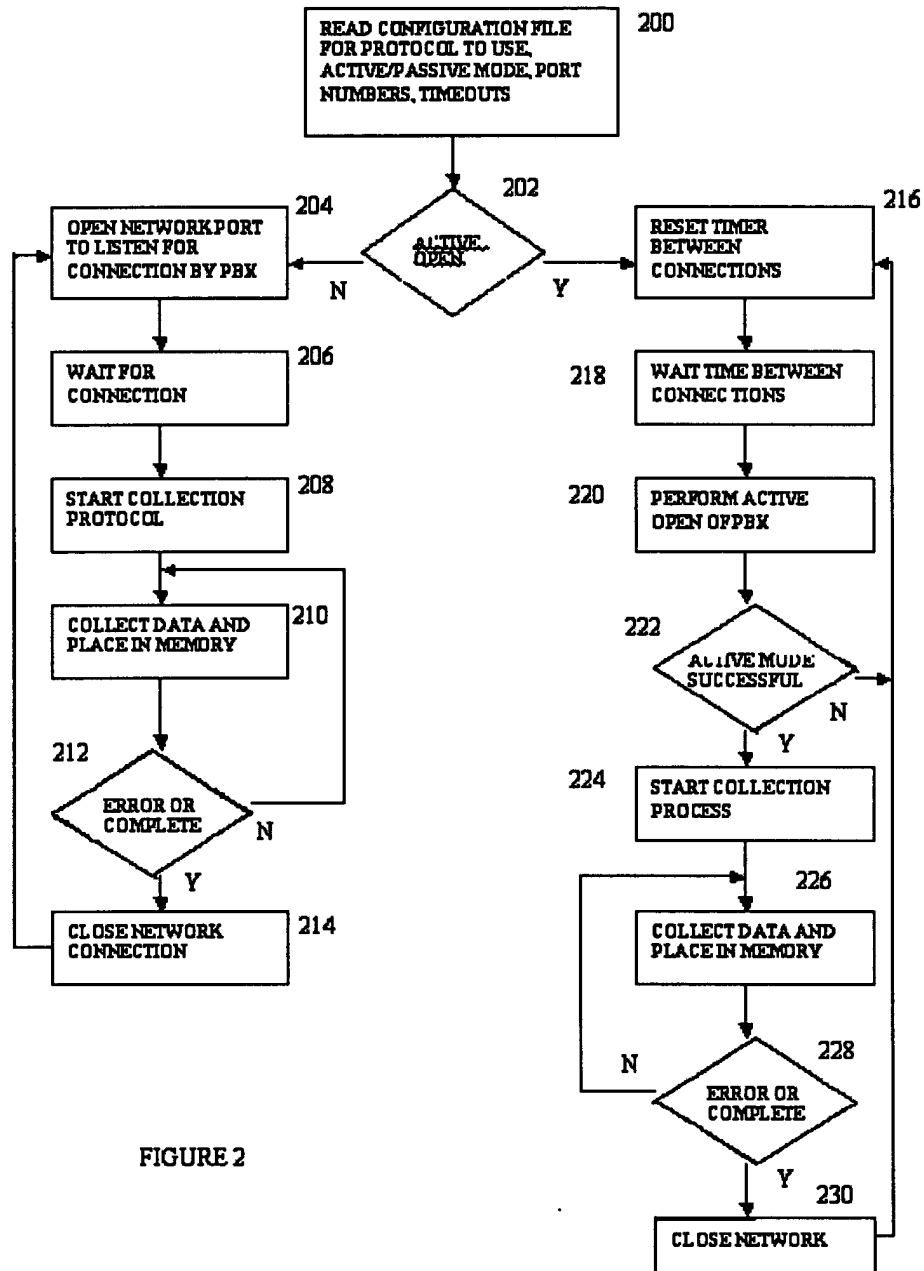 READ CONFIGURATION FILE
FOR PROTOCOL TO USE,
ACTIVE/PASSIVE MODE, PORT
NUMBERS, TIMEOUTS
200
202
ACTIVE
OPEN
N
Y
204
OPEN NETWORK PORT
TO LISTEN FOR
CONNECTION BY PBX
206
WAIT FOR
CONNECTION
208
START COLLECTION
PROTOCOL
210
COLLECT DATA AND
PLACE IN MEMORY
212
ERROR OR
COMPLETE
N
Y
214
CLOSE NETWORK
CONNECTION
216
RESET TIMER
BETWEEN
CONNECTIONS
218
WAIT TIME BETWEEN
CONNECTIONS
220
PERFORM ACTIVE
OPEN OF PBX
222
ACTIVE MODE
SUCCESSFUL
N
Y
224
START COLLECTION
PROCESS
226
COLLECT DATA AND
PLACE IN MEMORY
228
N
ERROR OR
COMPLETE
Y
230
CLOSE NETWORK
FIGURE 2